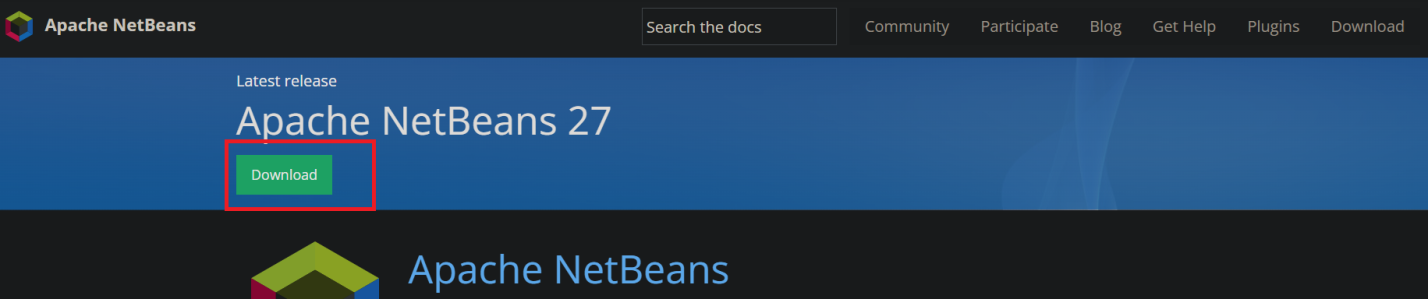 Apache NetBeans
Search the docs
Community
Participate
Blog
Get Help
Plugins
Download
Latest release
Apache NetBeans 27
Download
Apache NetBeans